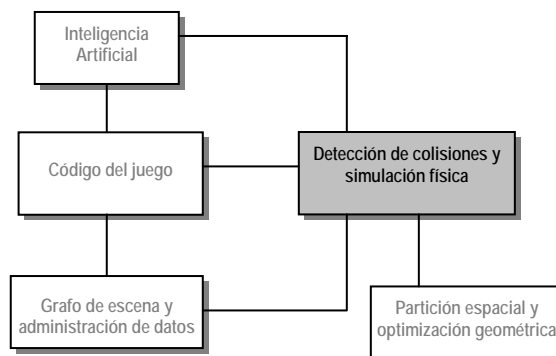 Inteligencia
Artificial
Código del juego
Detección de colisiones y
simulación física
Grafo de escena y
administración de datos
Partición espacial y
optimización geométrica